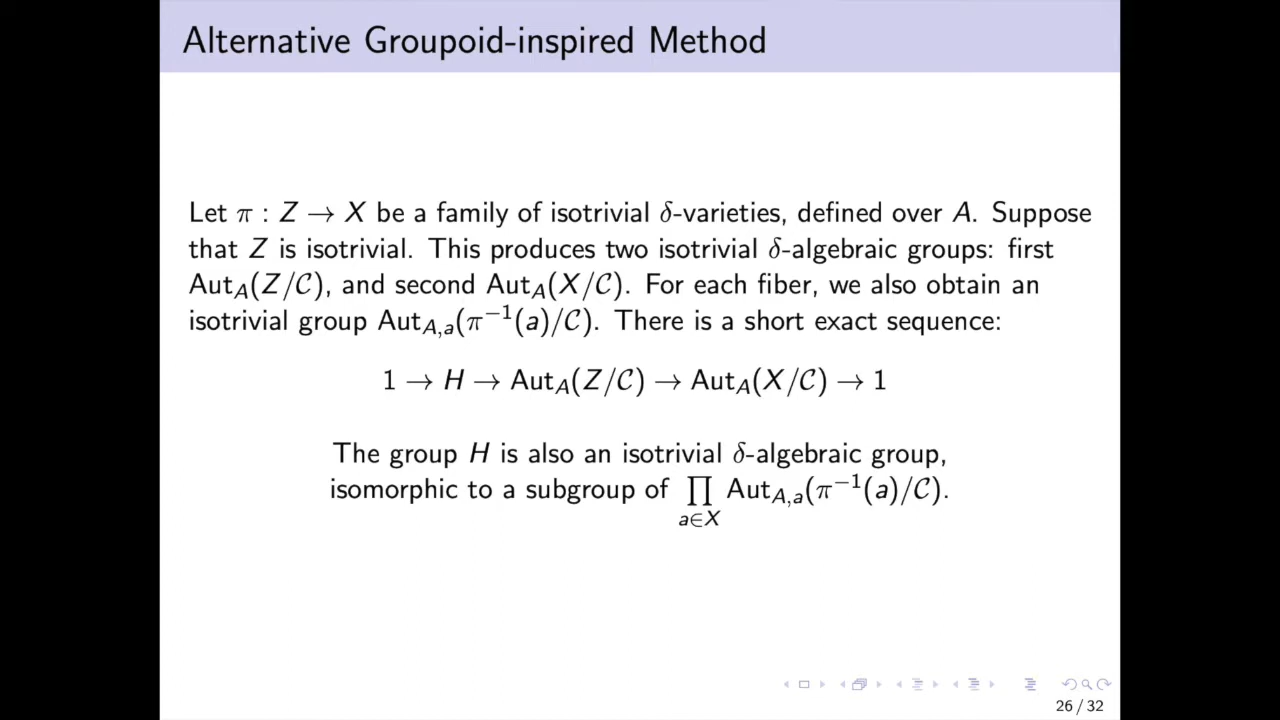 Alternative Groupoid-inspired Method
Let π : Z → X be a family of isotrivial δ-varieties, defined over A. Suppose
that Z is isotrivial. This produces two isotrivial δ-algebraic groups: first
Aut_A(Z/𝒞), and second Aut_A(X/𝒞). For each fiber, we also obtain an
isotrivial group Aut_{A,a}(π^{−1}(a)/𝒞). There is a short exact sequence:
1 → H → Aut_A(Z/𝒞) → Aut_A(X/𝒞) → 1
The group H is also an isotrivial δ-algebraic group,
isomorphic to a subgroup of ∏_{a∈X} Aut_{A,a}(π^{−1}(a)/𝒞).
26 / 32